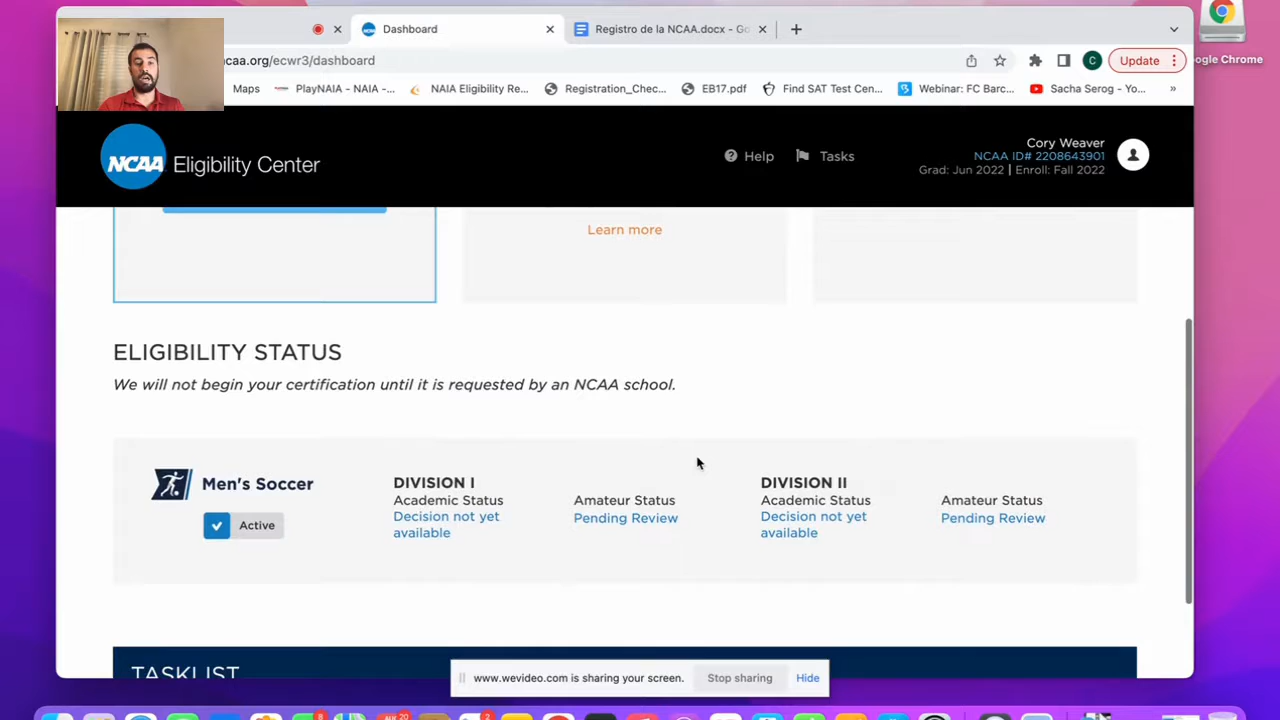 Dashboard
Registro de la NCAA.docx - Go
caa.org/ecwr3/dashboard
C
Update
Maps
PlayNAIA - NAIA -...
NAIA Eligibility Re...
Registration_Chec...
EB17.pdf
Find SAT Test Cen...
Webinar: FC Barc...
Sacha Serog - Yo...
»
ogle Chrome
NCAA Eligibility Center
Help
Tasks
Cory Weaver
NCAA ID# 2208643901
Grad: Jun 2022 | Enroll: Fall 2022
Learn more
ELIGIBILITY STATUS
We will not begin your certification until it is requested by an NCAA school.
Men's Soccer
Active
DIVISION I
Academic Status
Decision not yet
available
Amateur Status
Pending Review
DIVISION II
Academic Status
Decision not yet
available
Amateur Status
Pending Review
TASKLIST
www.wevideo.com is sharing your screen.
Stop sharing
Hide